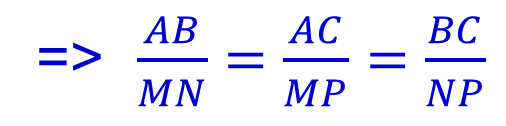 => AB/MN = AC/MP = BC/NP